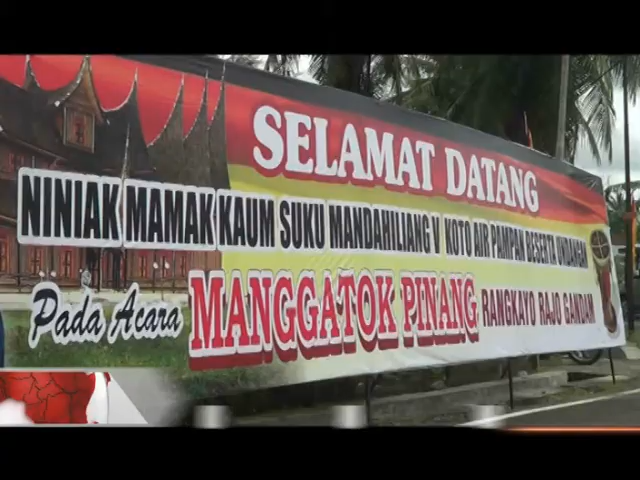 SELAMAT DATANG
NINIAK MAMAK KAUM SUKU MANDAHILIANG V KOTO AIR PAMPAN BESERTA UNDANGAN
Pada Acara MANGGATOK PINANG RANGKAYO RAJO GANDAM